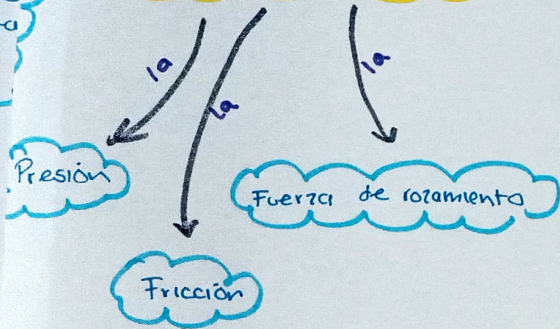 a
la
la
la
Presión
Fuerza de rozamiento
Fricción